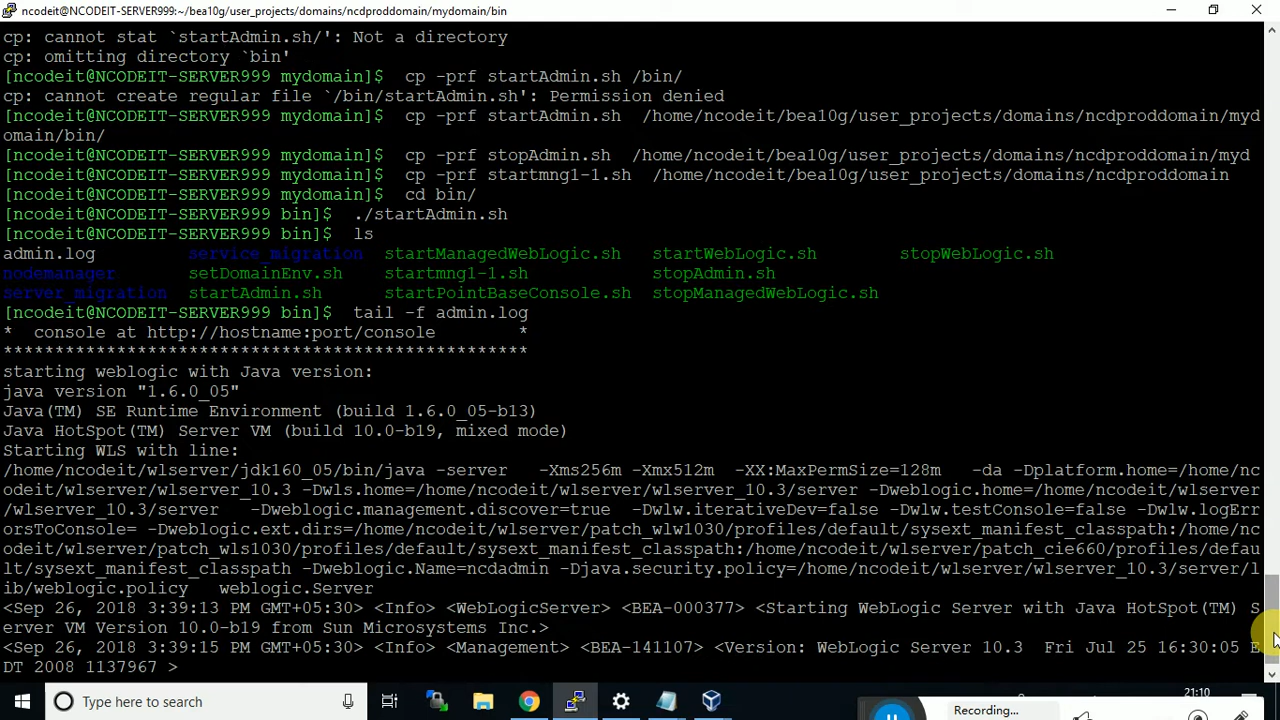 ncodeit@NCODEIT-SERVER999:~/bea10g/user_projects/domains/ncdproddomain/mydomain/bin
cp: cannot stat `startAdmin.sh/': Not a directory
cp: omitting directory `bin'
[ncodeit@NCODEIT-SERVER999 mydomain]$  cp -prf startAdmin.sh /bin/
cp: cannot create regular file `/bin/startAdmin.sh': Permission denied
[ncodeit@NCODEIT-SERVER999 mydomain]$  cp -prf startAdmin.sh  /home/ncodeit/bea10g/user_projects/domains/ncdproddomain/myd
omain/bin/
[ncodeit@NCODEIT-SERVER999 mydomain]$  cp -prf stopAdmin.sh  /home/ncodeit/bea10g/user_projects/domains/ncdproddomain/myd
[ncodeit@NCODEIT-SERVER999 mydomain]$  cp -prf startmng1-1.sh  /home/ncodeit/bea10g/user_projects/domains/ncdproddomain
[ncodeit@NCODEIT-SERVER999 mydomain]$  cd bin/
[ncodeit@NCODEIT-SERVER999 bin]$  ./startAdmin.sh
[ncodeit@NCODEIT-SERVER999 bin]$  ls
admin.log         service_migration  startManagedWebLogic.sh   startWebLogic.sh        stopWebLogic.sh
nodemanager       setDomainEnv.sh    startmng1-1.sh            stopAdmin.sh
server_migration  startAdmin.sh      startPointBaseConsole.sh  stopManagedWebLogic.sh
[ncodeit@NCODEIT-SERVER999 bin]$  tail -f admin.log
*  console at http://hostname:port/console        *
***************************************************
starting weblogic with Java version:
java version "1.6.0_05"
Java(TM) SE Runtime Environment (build 1.6.0_05-b13)
Java HotSpot(TM) Server VM (build 10.0-b19, mixed mode)
Starting WLS with line:
/home/ncodeit/wlserver/jdk160_05/bin/java -server   -Xms256m -Xmx512m  -XX:MaxPermSize=128m   -da -Dplatform.home=/home/nc
odeit/wlserver/wlserver_10.3 -Dwls.home=/home/ncodeit/wlserver/wlserver_10.3/server -Dweblogic.home=/home/ncodeit/wlserver
/wlserver_10.3/server   -Dweblogic.management.discover=true  -Dwlw.iterativeDev=false -Dwlw.testConsole=false -Dwlw.logErr
orsToConsole= -Dweblogic.ext.dirs=/home/ncodeit/wlserver/patch_wlw1030/profiles/default/sysext_manifest_classpath:/home/nc
odeit/wlserver/patch_wls1030/profiles/default/sysext_manifest_classpath:/home/ncodeit/wlserver/patch_cie660/profiles/defau
lt/sysext_manifest_classpath -Dweblogic.Name=ncdadmin -Djava.security.policy=/home/ncodeit/wlserver/wlserver_10.3/server/l
ib/weblogic.policy   weblogic.Server
<Sep 26, 2018 3:39:13 PM GMT+05:30> <Info> <WebLogicServer> <BEA-000377> <Starting WebLogic Server with Java HotSpot(TM) S
erver VM Version 10.0-b19 from Sun Microsystems Inc.>
<Sep 26, 2018 3:39:15 PM GMT+05:30> <Info> <Management> <BEA-141107> <Version: WebLogic Server 10.3  Fri Jul 25 16:30:05 E
DT 2008 1137967 >
Type here to search
21:10
Recording...